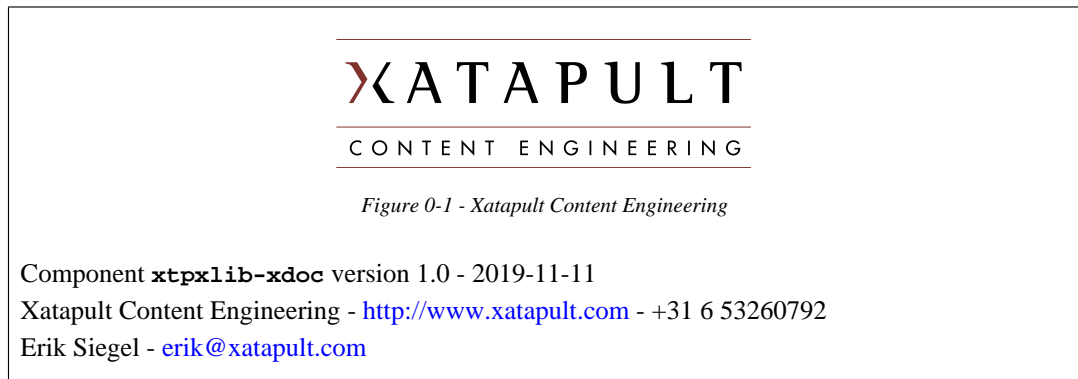 XATAPULT
CONTENT ENGINEERING
Figure 0-1 - Xatapult Content Engineering
Component xtpxlib-xdoc version 1.0 - 2019-11-11
Xatapult Content Engineering - http://www.xatapult.com - +31 6 53260792
Erik Siegel - erik@xatapult.com